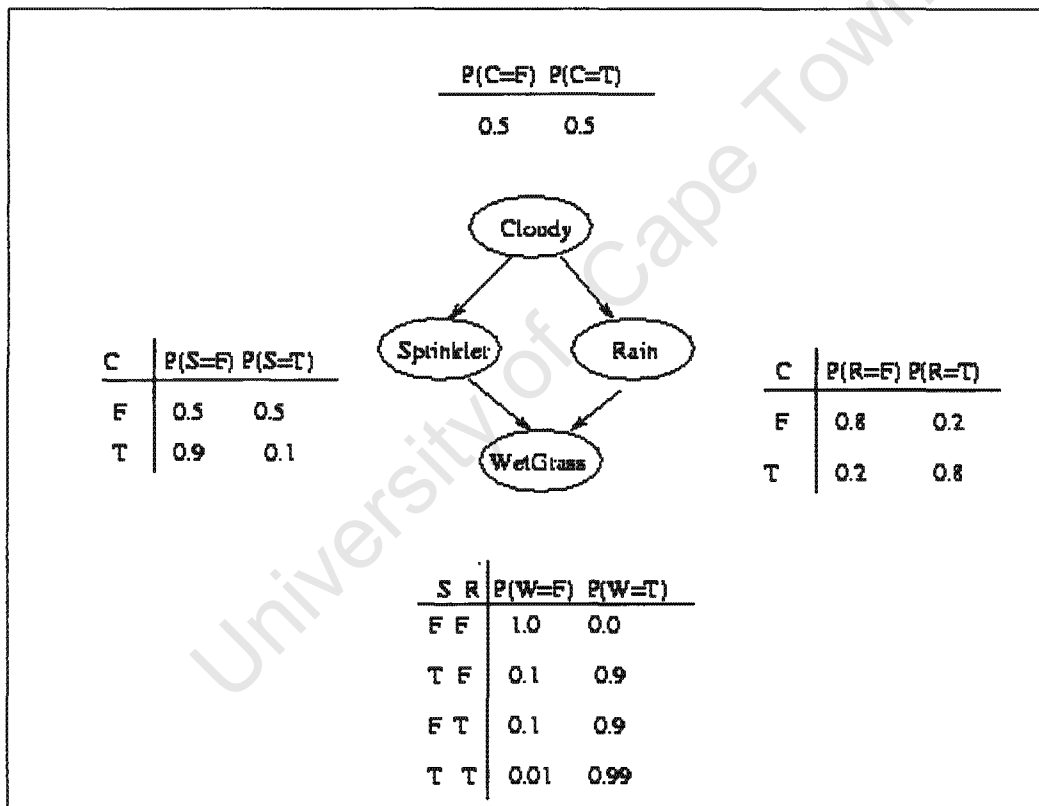 P(C=F) P(C=T)
0.5 0.5
Cloudy
Sprinkler
Rain
WetGrass
C P(S=F) P(S=T)
F 0.5 0.5
T 0.9 0.1
C P(R=F) P(R=T)
F 0.8 0.2
T 0.2 0.8
S R P(W=F) P(W=T)
F F 1.0 0.0
T F 0.1 0.9
F T 0.1 0.9
T T 0.01 0.99
University of Cape Town